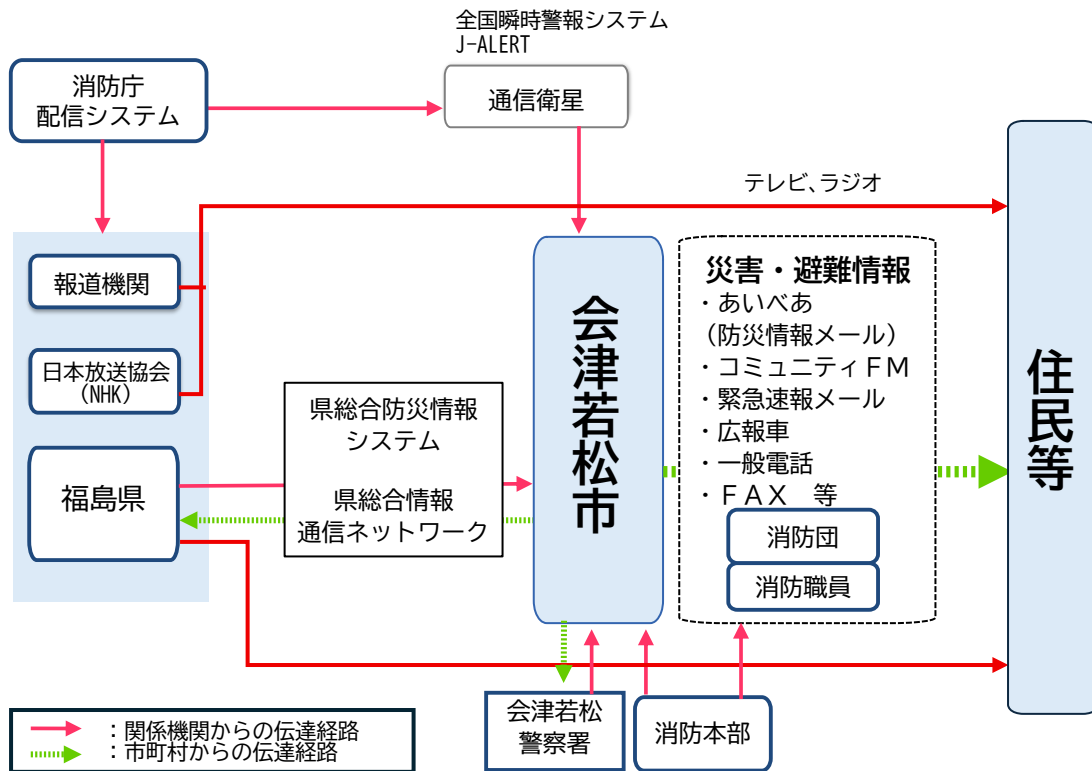 全国瞬時警報システム
J-ALERT
消防庁
配信システム
通信衛星
テレビ、ラジオ
報道機関
日本放送協会
(NHK)
福島県
県総合防災情報
システム
県総合情報
通信ネットワーク
会津若松市
災害・避難情報
・あいべあ
(防災情報メール)
・コミュニティＦＭ
・緊急速報メール
・広報車
・一般電話
・ＦＡＸ　等
消防団
消防職員
住民等
会津若松
警察署
消防本部
：関係機関からの伝達経路
：市町村からの伝達経路